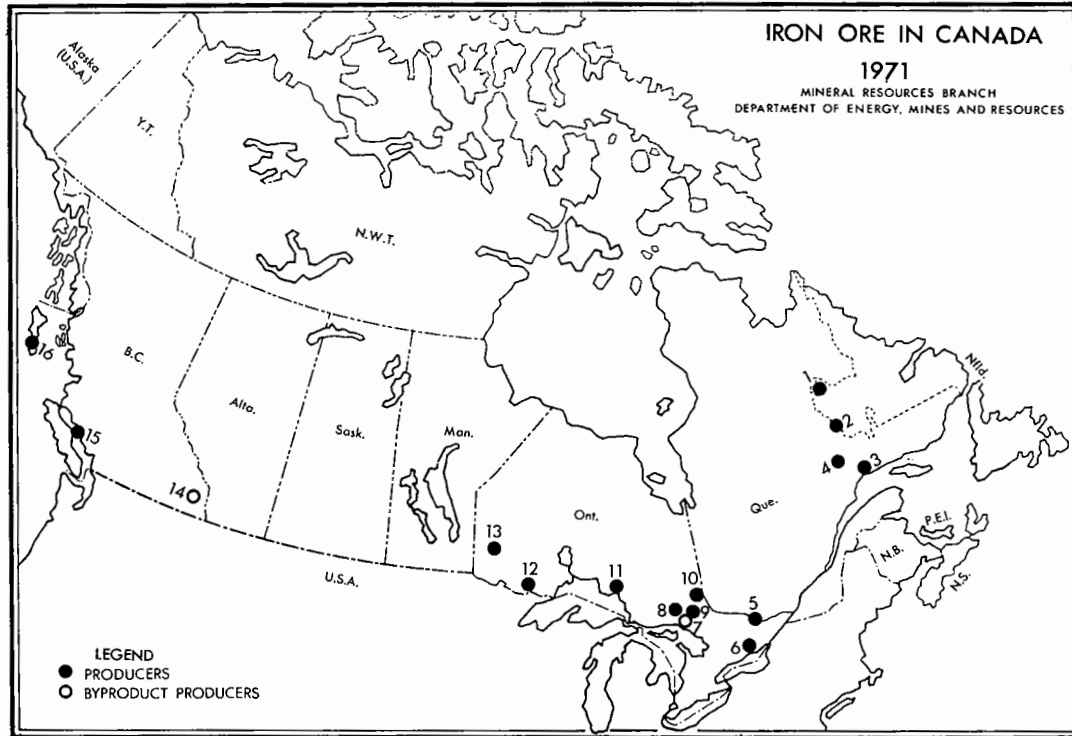 IRON ORE IN CANADA
1971
MINERAL RESOURCES BRANCH
DEPARTMENT OF ENERGY, MINES AND RESOURCES
Alaska
(U.S.A.)
Y.T.
N.W.T.
B.C.
Alta.
Sask.
Man.
Ont.
Que.
Nfld.
P.E.I.
N.B.
N.S.
U.S.A.
1
2
3
4
5
6
7
8
9
10
11
12
13
14
15
16
LEGEND
PRODUCERS
BYPRODUCT PRODUCERS